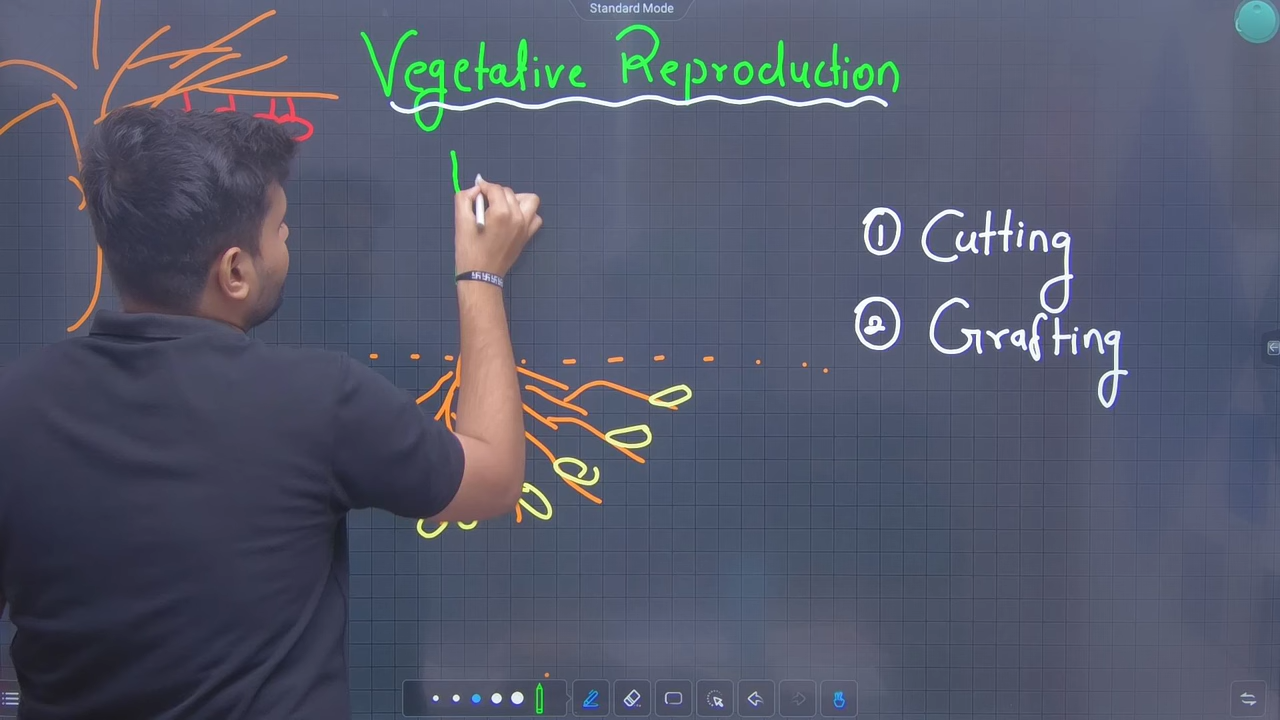 Standard Mode
Vegetative Reproduction
① Cutting
② Grafting